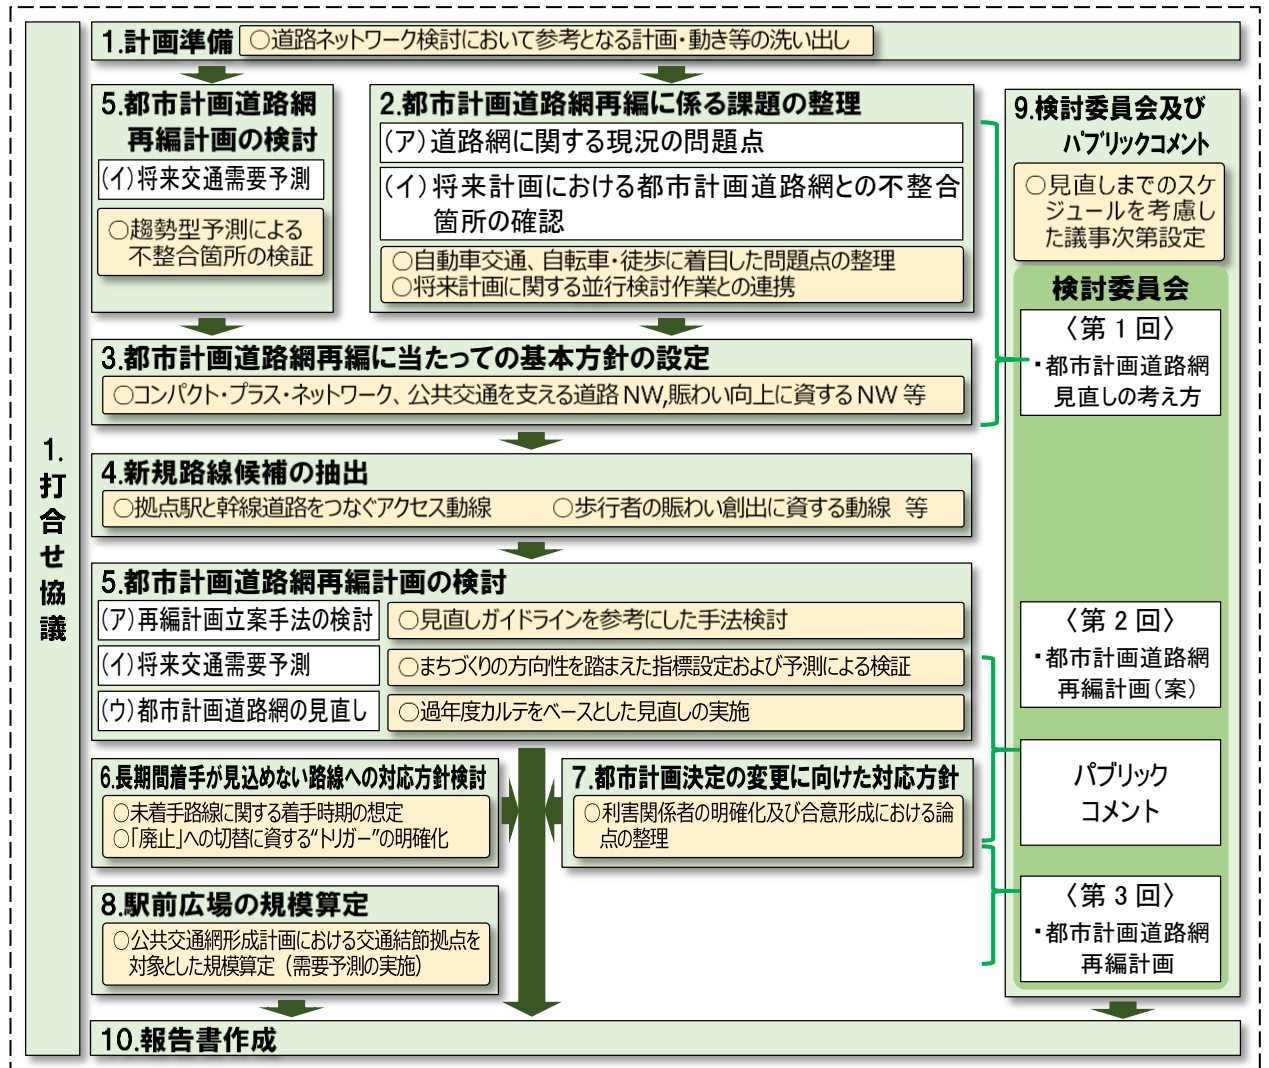 1.計画準備
○道路ネットワーク検討において参考となる計画・動き等の洗い出し
1.
打
合
せ
協
議
5.都市計画道路網
再編計画の検討
(イ)将来交通需要予測
○趨勢型予測による
不整合箇所の検証
2.都市計画道路網再編に係る課題の整理
(ア)道路網に関する現況の問題点
(イ)将来計画における都市計画道路網との不整合
箇所の確認
○自動車交通、自転車・徒歩に着目した問題点の整理
○将来計画に関する並行検討作業との連携
3.都市計画道路網再編に当たっての基本方針の設定
○コンパクト・プラス・ネットワーク、公共交通を支える道路NW,賑わい向上に資するNW 等
4.新規路線候補の抽出
○拠点駅と幹線道路をつなぐアクセス動線
○歩行者の賑わい創出に資する動線 等
5.都市計画道路網再編計画の検討
(ア)再編計画立案手法の検討
○見直しガイドラインを参考にした手法検討
(イ)将来交通需要予測
○まちづくりの方向性を踏まえた指標設定および予測による検証
(ウ)都市計画道路網の見直し
○過年度カルテをベースとした見直しの実施
6.長期間着手が見込めない路線への対応方針検討
○未着手路線に関する着手時期の想定
○「廃止」への切替に資する“トリガー”の明確化
7.都市計画決定の変更に向けた対応方針
○利害関係者の明確化及び合意形成における論
点の整理
8.駅前広場の規模算定
○公共交通網形成計画における交通結節拠点を
対象とした規模算定（需要予測の実施）
9.検討委員会及び
パブリックコメント
○見直しまでのスケ
ジュールを考慮し
た議事次第設定
検討委員会
〈第1回〉
・都市計画道路網
見直しの考え方
〈第2回〉
・都市計画道路網
再編計画(案)
パブリック
コメント
〈第3回〉
・都市計画道路網
再編計画
10.報告書作成